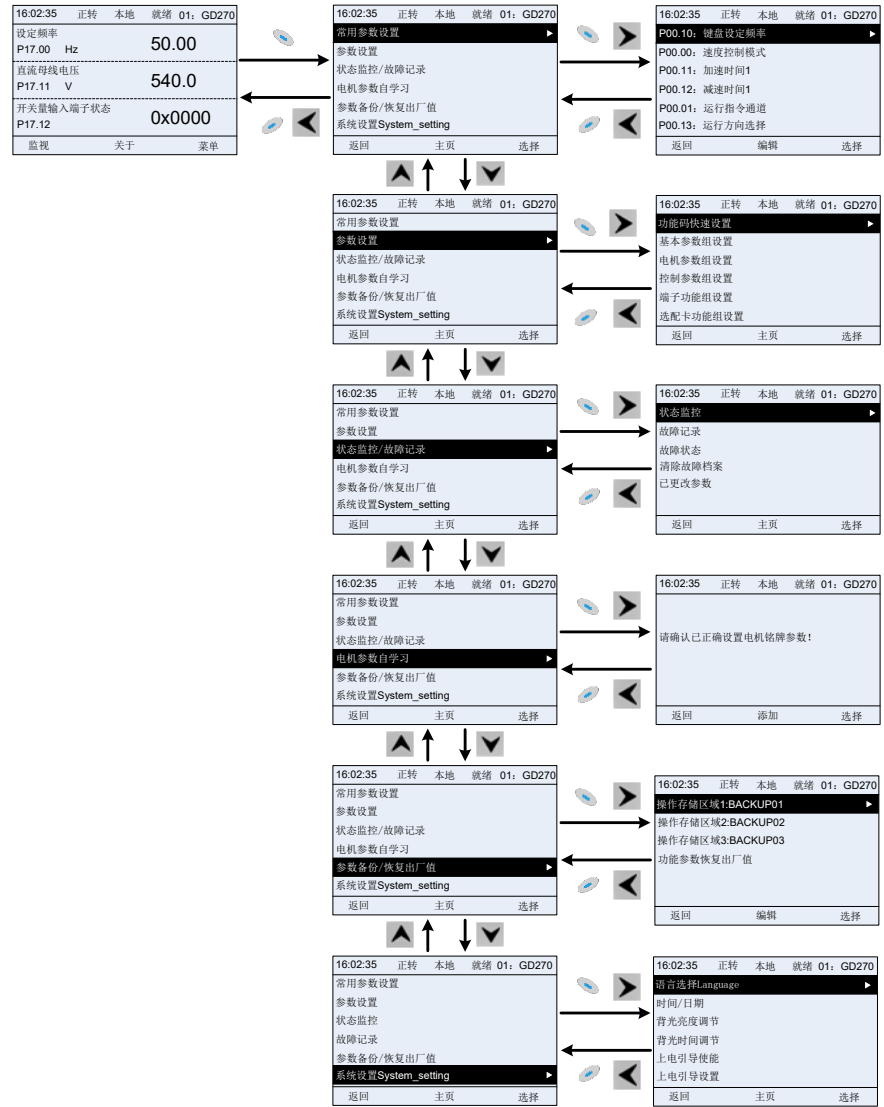 16:02:35 正转 本地 就绪 01：GD270
设定频率
P17.00 Hz 50.00
直流母线电压
P17.11 V 540.0
开关量输入端子状态
P17.12 0x0000
监视 关于 菜单
16:02:35 正转 本地 就绪 01：GD270
常用参数设置
参数设置
状态监控/故障记录
电机参数自学习
参数备份/恢复出厂值
系统设置System_setting
返回 主页 选择
16:02:35 正转 本地 就绪 01：GD270
P00.10：键盘设定频率
P00.00：速度控制模式
P00.11：加速时间1
P00.12：减速时间1
P00.01：运行指令通道
P00.13：运行方向选择
返回 编辑 选择
16:02:35 正转 本地 就绪 01：GD270
常用参数设置
参数设置
状态监控/故障记录
电机参数自学习
参数备份/恢复出厂值
系统设置System_setting
返回 主页 选择
16:02:35 正转 本地 就绪 01：GD270
功能码快速设置
基本参数组设置
电机参数组设置
控制参数组设置
端子功能组设置
选配卡功能组设置
返回 主页 选择
16:02:35 正转 本地 就绪 01：GD270
常用参数设置
参数设置
状态监控/故障记录
电机参数自学习
参数备份/恢复出厂值
系统设置System_setting
返回 主页 选择
16:02:35 正转 本地 就绪 01：GD270
状态监控
故障记录
故障状态
清除故障档案
已更改参数
返回 主页 选择
16:02:35 正转 本地 就绪 01：GD270
常用参数设置
参数设置
状态监控/故障记录
电机参数自学习
参数备份/恢复出厂值
系统设置System_setting
返回 主页 选择
16:02:35 正转 本地 就绪 01：GD270
请确认已正确设置电机铭牌参数！
返回 添加 选择
16:02:35 正转 本地 就绪 01：GD270
常用参数设置
参数设置
状态监控/故障记录
电机参数自学习
参数备份/恢复出厂值
系统设置System_setting
返回 主页 选择
16:02:35 正转 本地 就绪 01：GD270
操作存储区域1:BACKUP01
操作存储区域2:BACKUP02
操作存储区域3:BACKUP03
功能参数恢复出厂值
返回 编辑 选择
16:02:35 正转 本地 就绪 01：GD270
常用参数设置
参数设置
状态监控
故障记录
参数备份/恢复出厂值
系统设置System_setting
返回 主页 选择
16:02:35 正转 本地 就绪 01：GD270
语言选择Language
时间/日期
背光亮度调节
背光时间调节
上电引导使能
上电引导设置
返回 主页 选择